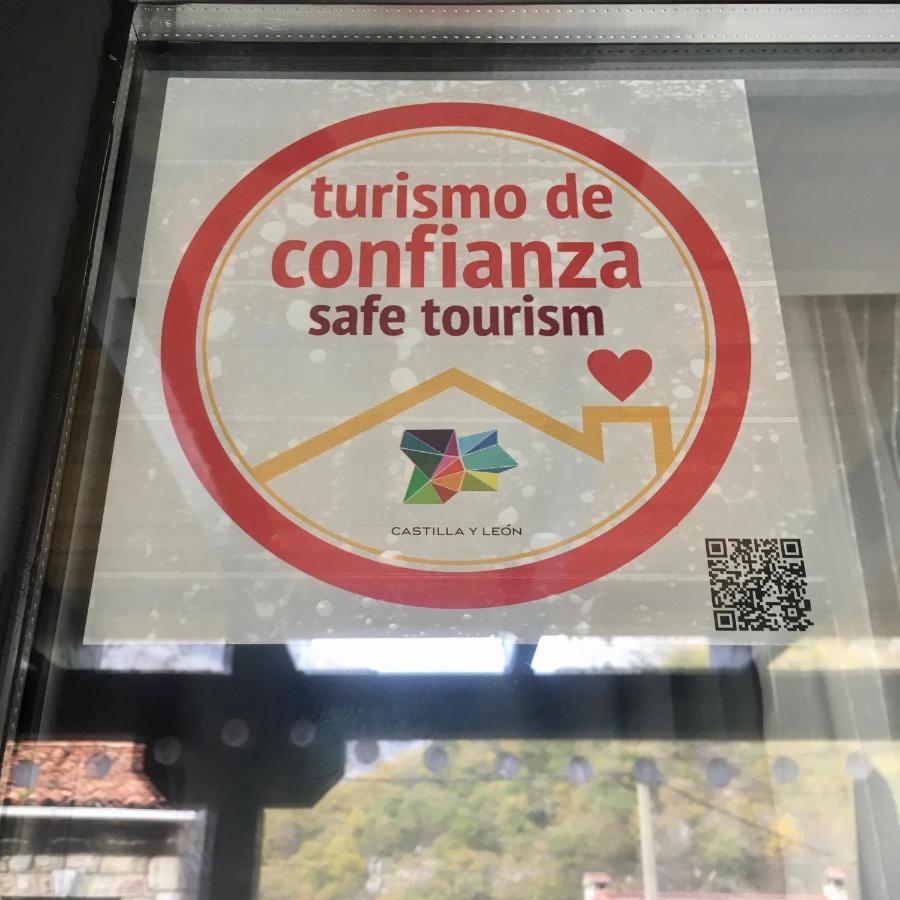 turismo de
confianza
safe tourism
CASTILLA Y LEÓN